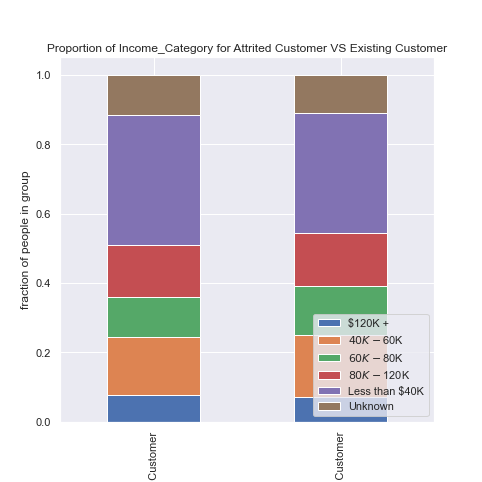 Proportion of Income_Category for Attrited Customer VS Existing Customer
1.0
0.8
0.6
0.4
0.2
0.0
fraction of people in group
Customer
Customer
$120K +
40K − 60K
60K − 80K
80K − 120K
Less than $40K
Unknown